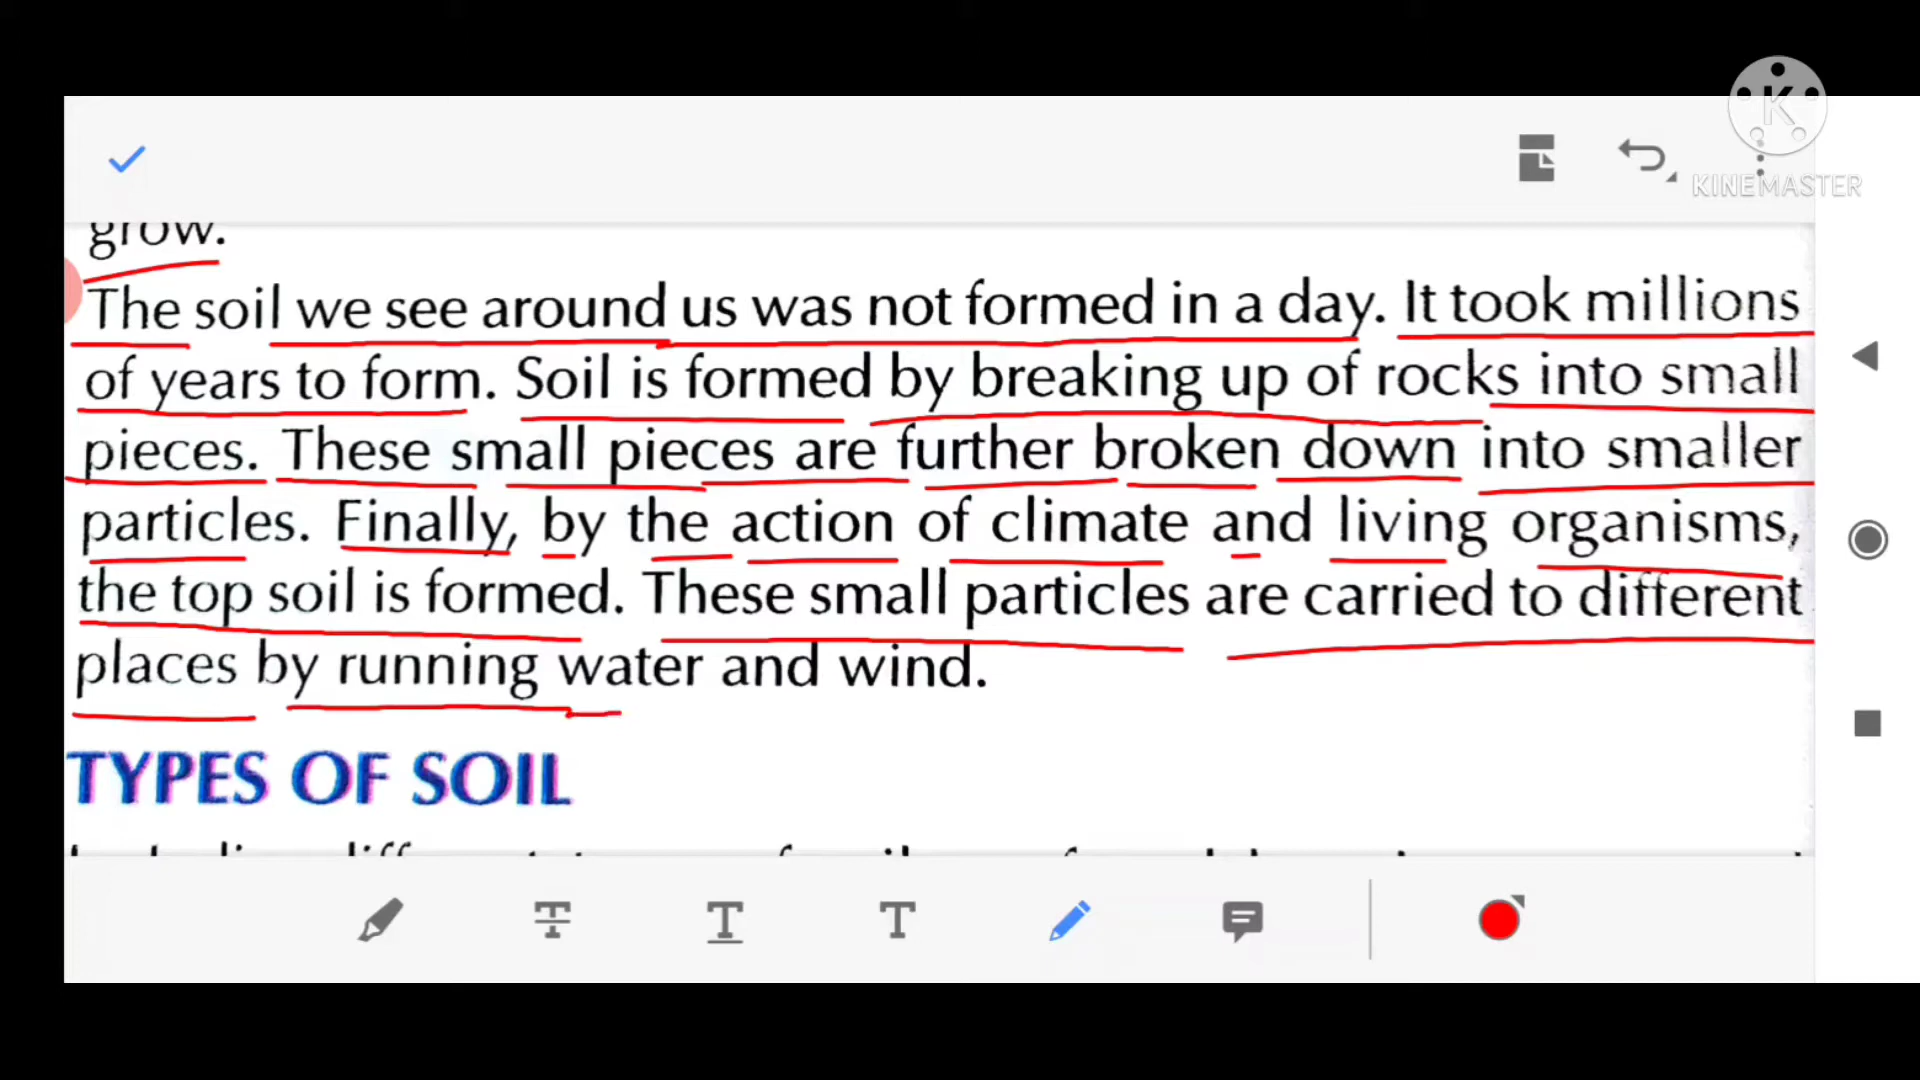 KINEMASTER
grow.
The soil we see around us was not formed in a day. It took millions
of years to form. Soil is formed by breaking up of rocks into small
pieces. These small pieces are further broken down into smaller
particles. Finally, by the action of climate and living organisms,
the top soil is formed. These small particles are carried to different
places by running water and wind.
TYPES OF SOIL